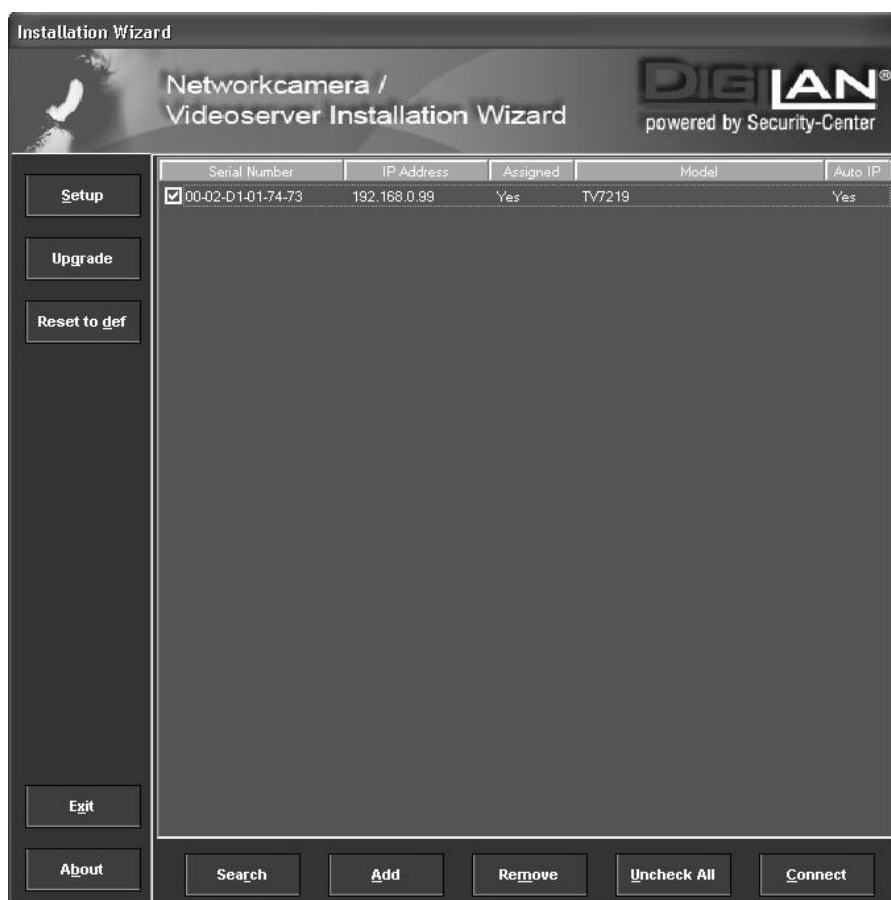 Installation Wizard
Networkcamera /
Videoserver Installation Wizard
DIGILAN®
powered by Security-Center
Serial Number IP Address Assigned Model Auto IP
00-02-D1-01-74-73 192.168.0.99 Yes TV7219 Yes
Setup
Upgrade
Reset to def
Exit
About
Search Add Remove Uncheck All Connect